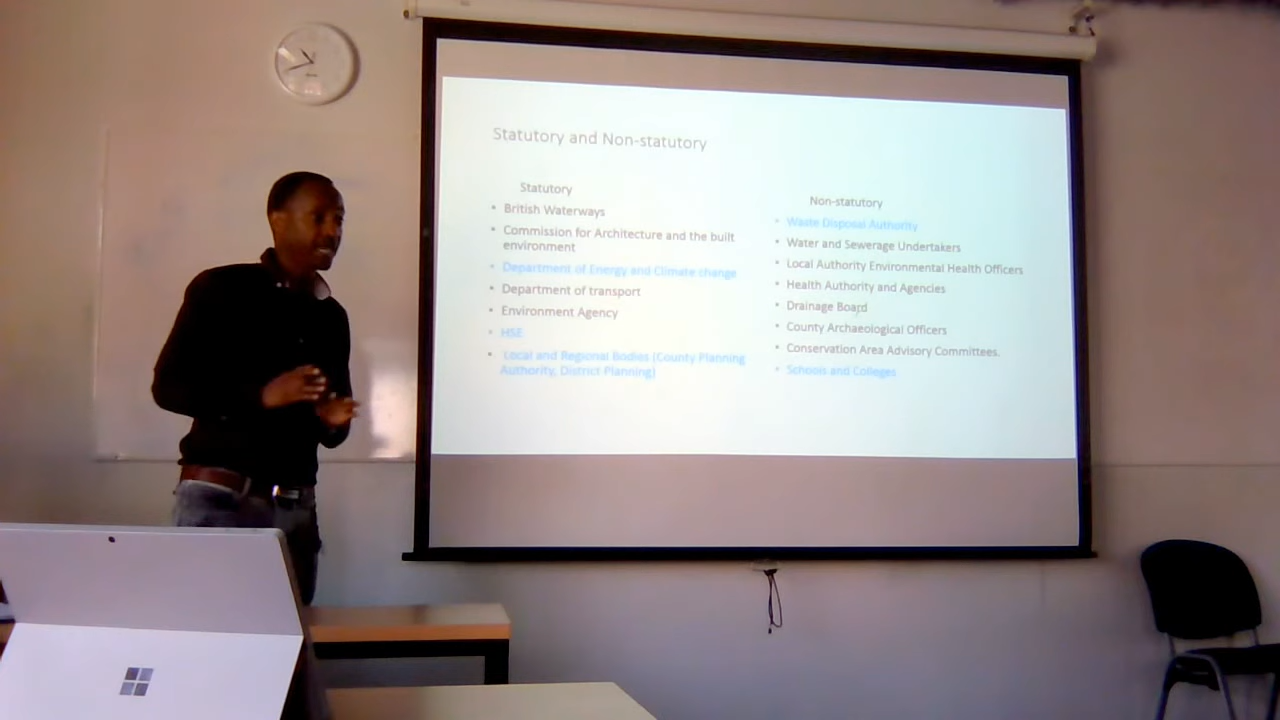 Statutory and Non-statutory
Statutory
• British Waterways
• Commission for Architecture and the built
environment
• Department of Energy and Climate change
• Department of transport
• Environment Agency
• HSE
• Local and Regional Bodies (County Planning
Authority, District Planning)
Non-statutory
• Waste Disposal Authority
• Water and Sewerage Undertakers
• Local Authority Environmental Health Officers
• Health Authority and Agencies
• Drainage Board
• County Archaeological Officers
• Conservation Area Advisory Committees.
• Schools and Colleges